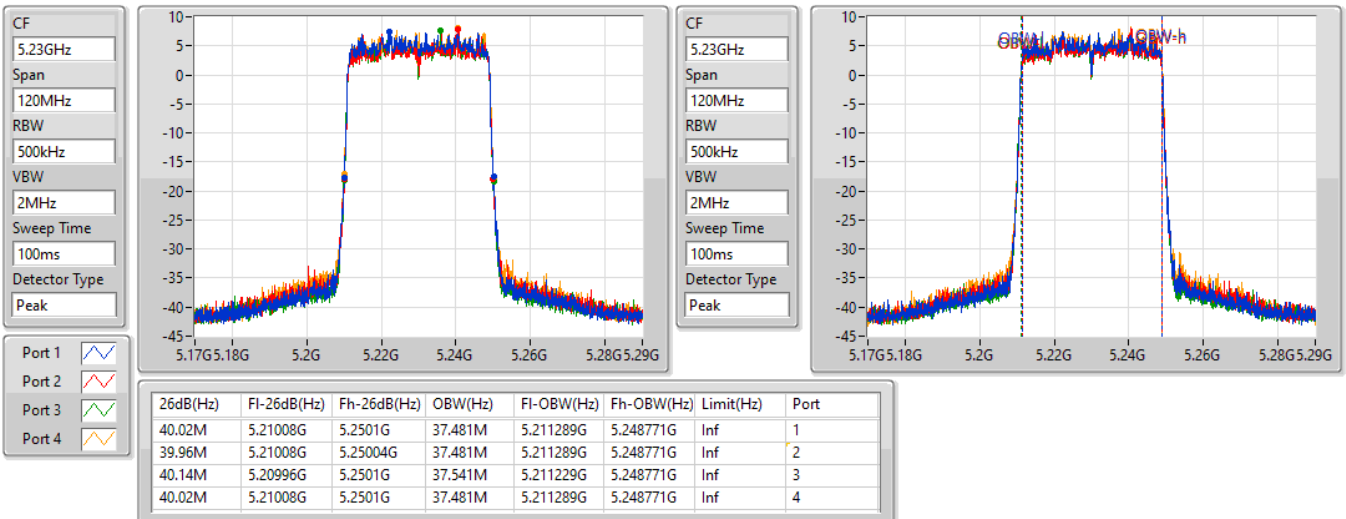 CF
5.23GHz
Span
120MHz
RBW
500kHz
VBW
2MHz
Sweep Time
100ms
Detector Type
Peak
10-
5-
0-
-5-
-10-
-15-
-20-
-25-
-30-
-35-
-40-
-45-
5.17G 5.18G 5.2G 5.22G 5.24G 5.26G 5.28G 5.29G
CF
5.23GHz
Span
120MHz
RBW
500kHz
VBW
2MHz
Sweep Time
100ms
Detector Type
Peak
10-
5-
0-
-5-
-10-
-15-
-20-
-25-
-30-
-35-
-40-
-45-
OBW-h
5.17G 5.18G 5.2G 5.22G 5.24G 5.26G 5.28G 5.29G
Port 1
Port 2
Port 3
Port 4
26dB(Hz) Fl-26dB(Hz) Fh-26dB(Hz) OBW(Hz) Fl-OBW(Hz) Fh-OBW(Hz) Limit(Hz) Port
40.02M 5.21008G 5.2501G 37.481M 5.211289G 5.248771G Inf 1
39.96M 5.21008G 5.25004G 37.481M 5.211289G 5.248771G Inf 2
40.14M 5.20996G 5.2501G 37.541M 5.211229G 5.248771G Inf 3
40.02M 5.21008G 5.2501G 37.481M 5.211289G 5.248771G Inf 4